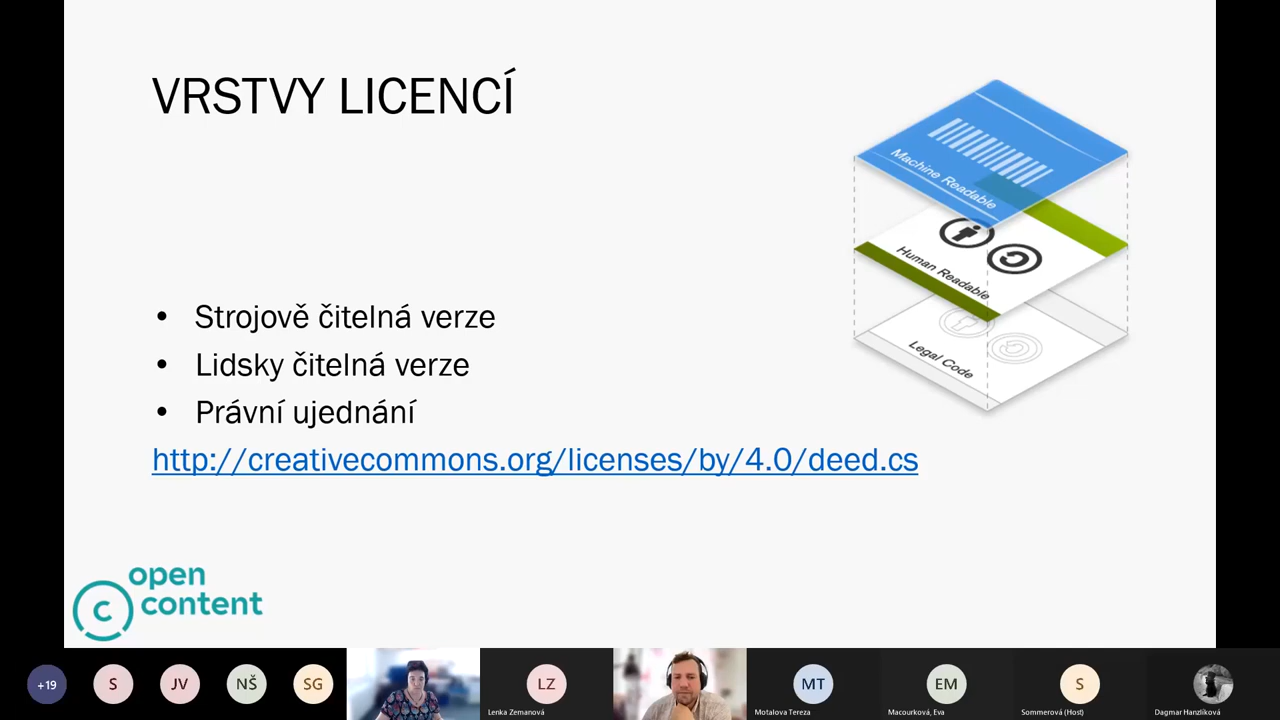 VRSTVY LICENCÍ
Machine Readable
Human Readable
Legal Code
• Strojově čitelná verze
• Lidsky čitelná verze
• Právní ujednání
http://creativecommons.org/licenses/by/4.0/deed.cs
open
c content
+19
S
JV
NŠ
SG
LZ
Lenka Zemanová
MT
Motalova Tereza
EM
Macourková, Eva
S
Sommerová (Host)
Dagmar Hanzlíková